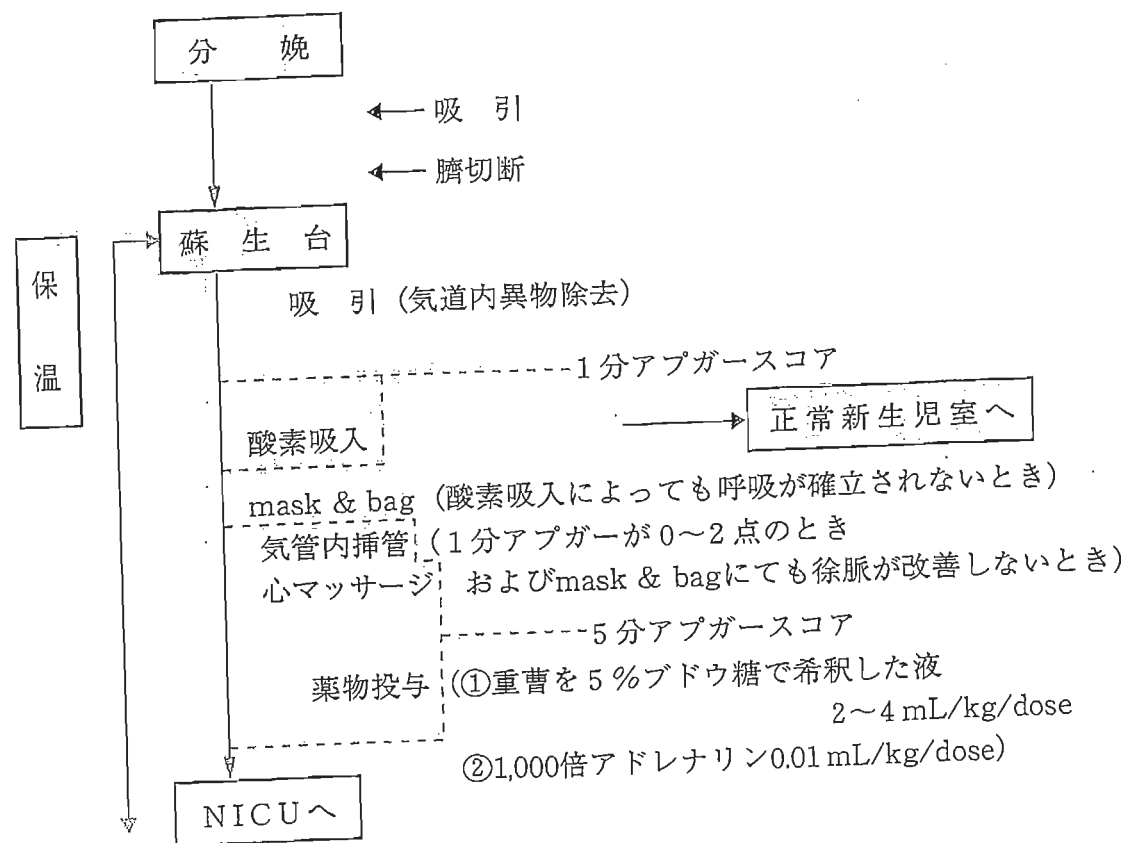 分娩
吸引
臍切断
蘇生台
保温
吸引（気道内異物除去）
1分アプガースコア
正常新生児室へ
酸素吸入
mask & bag（酸素吸入によっても呼吸が確立されないとき）
気管内挿管（1分アプガーが0～2点のとき
心マッサージ　およびmask & bagにても徐脈が改善しないとき）
5分アプガースコア
薬物投与（①重曹を5％ブドウ糖で希釈した液
2～4mL/kg/dose
②1,000倍アドレナリン0.01mL/kg/dose）
NICUへ